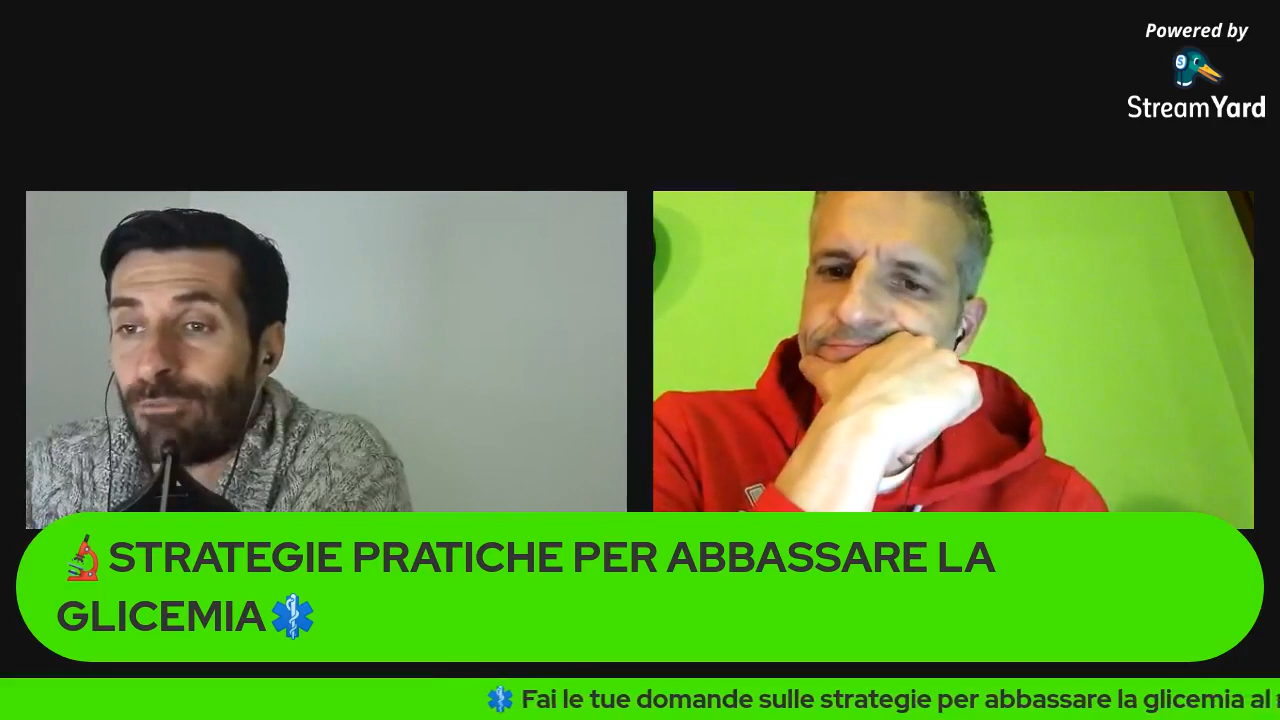 Powered by
StreamYard
🔬STRATEGIE PRATICHE PER ABBASSARE LA
GLICEMIA⚕️
⚕️ Fai le tue domande sulle strategie per abbassare la glicemia al